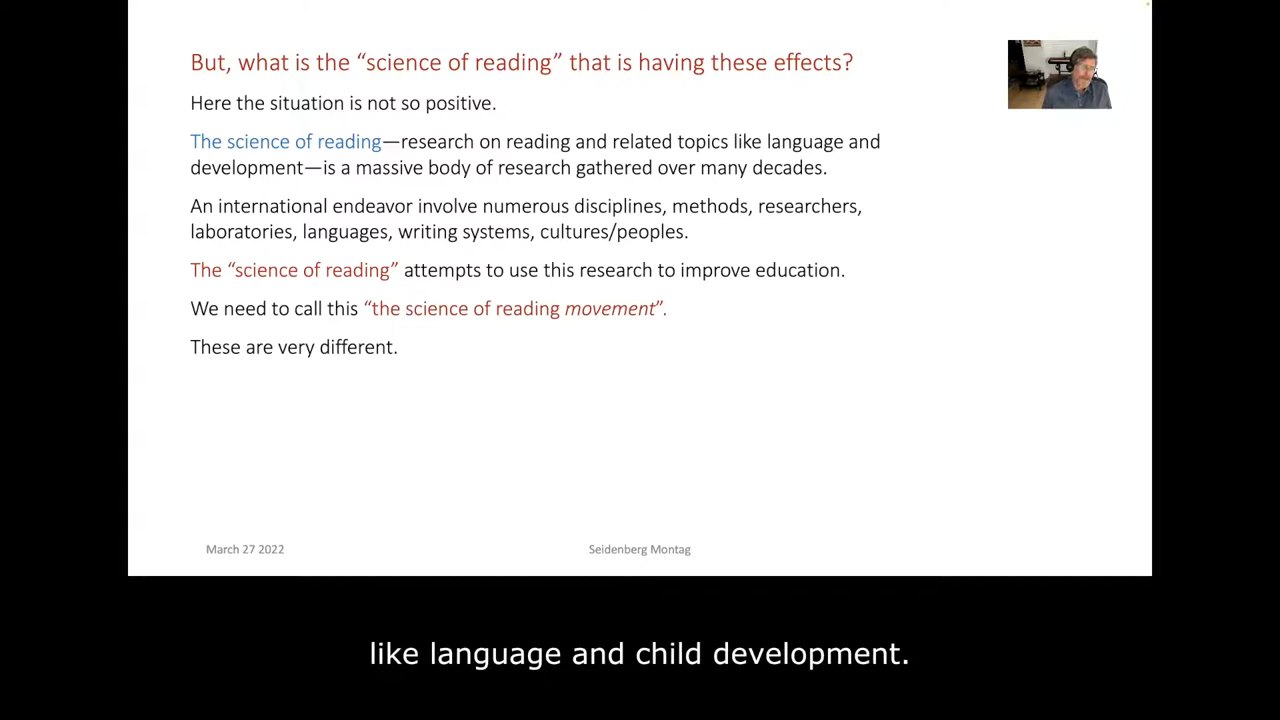 But, what is the “science of reading” that is having these effects?
Here the situation is not so positive.
The science of reading—research on reading and related topics like language and
development—is a massive body of research gathered over many decades.
An international endeavor involve numerous disciplines, methods, researchers,
laboratories, languages, writing systems, cultures/peoples.
The “science of reading” attempts to use this research to improve education.
We need to call this “the science of reading movement”.
These are very different.
March 27 2022
Seidenberg Montag
like language and child development.